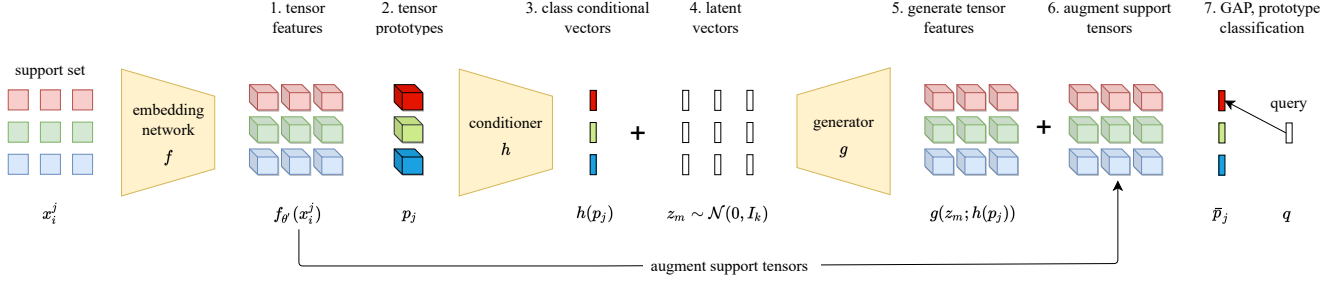 1. tensor
features
2. tensor
prototypes
3. class conditional
vectors
4. latent
vectors
5. generate tensor
features
6. augment support
tensors
7. GAP, prototype
classification
support set
embedding
network
f
conditioner
h
+
generator
g
+
query
x_i^j
f_{θ'}(x_i^j)
p_j
h(p_j)
z_m ∼ N(0, I_k)
g(z_m; h(p_j))
p̄_j
q
augment support tensors